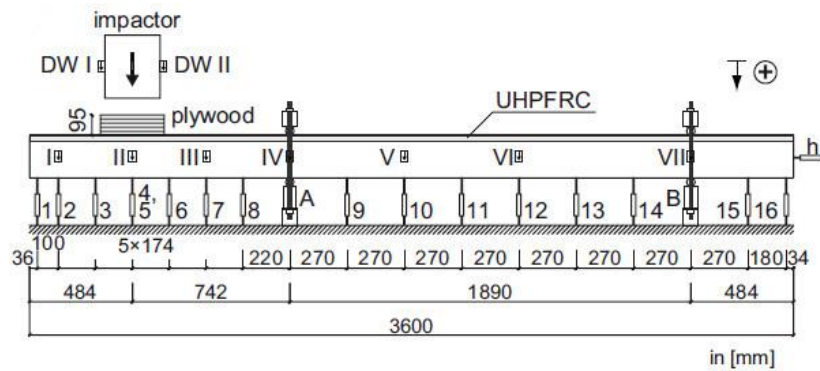 impactor
DW I DW II
95 plywood UHPFRC
I II III IV V VI VII h
4,
1 2 3 5 6 7 8 A 9 10 11 12 13 14 B 15 16
100 5×174
36 220 270 270 270 270 270 270 270 270 180 34
484 742 1890 484
3600
in [mm]